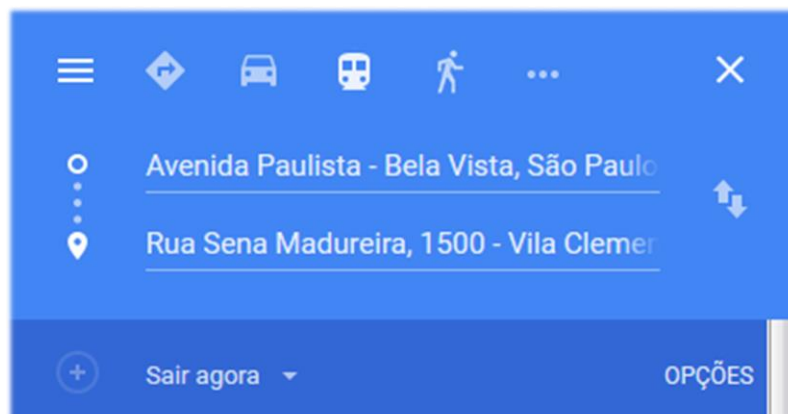 Avenida Paulista - Bela Vista, São Paulo
Rua Sena Madureira, 1500 - Vila Clemen
Sair agora
OPÇÕES